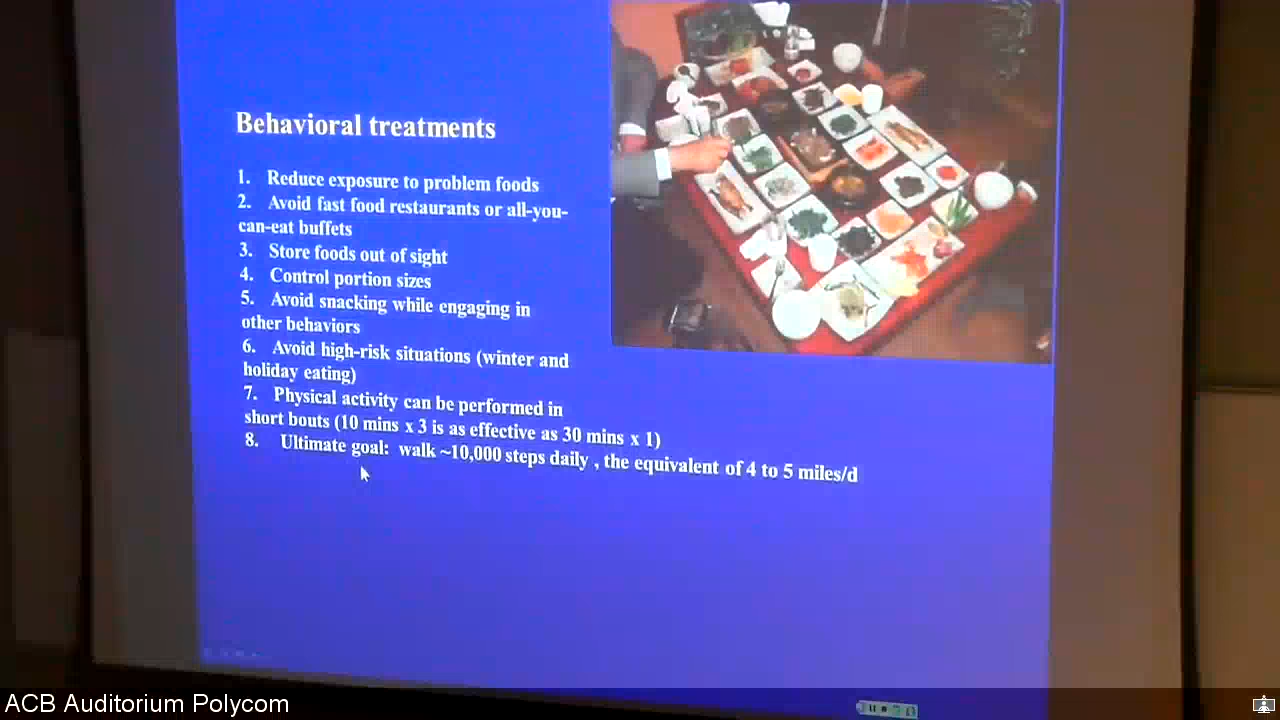 Behavioral treatments
1. Reduce exposure to problem foods
2. Avoid fast food restaurants or all-you-
can-eat buffets
3. Store foods out of sight
4. Control portion sizes
5. Avoid snacking while engaging in
other behaviors
6. Avoid high-risk situations (winter and
holiday eating)
7. Physical activity can be performed in
short bouts (10 mins x 3 is as effective as 30 mins x 1)
8. Ultimate goal: walk ~10,000 steps daily , the equivalent of 4 to 5 miles/d
ACB Auditorium Polycom